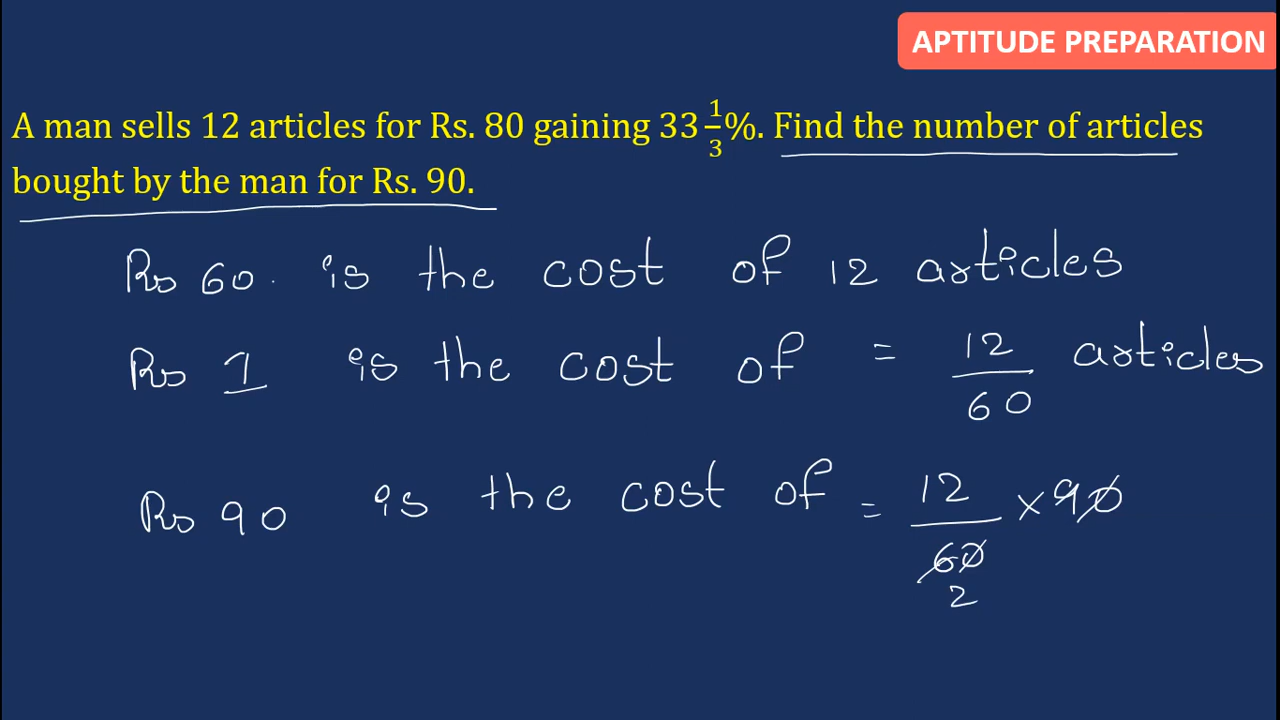 APTITUDE PREPARATION
A man sells 12 articles for Rs. 80 gaining 33 1/3%. Find the number of articles
bought by the man for Rs. 90.
Rs 60. is the cost of 12 articles
Rs 1 is the cost of = 12/60 articles
Rs 90 is the cost of = 12/60 × 90
2